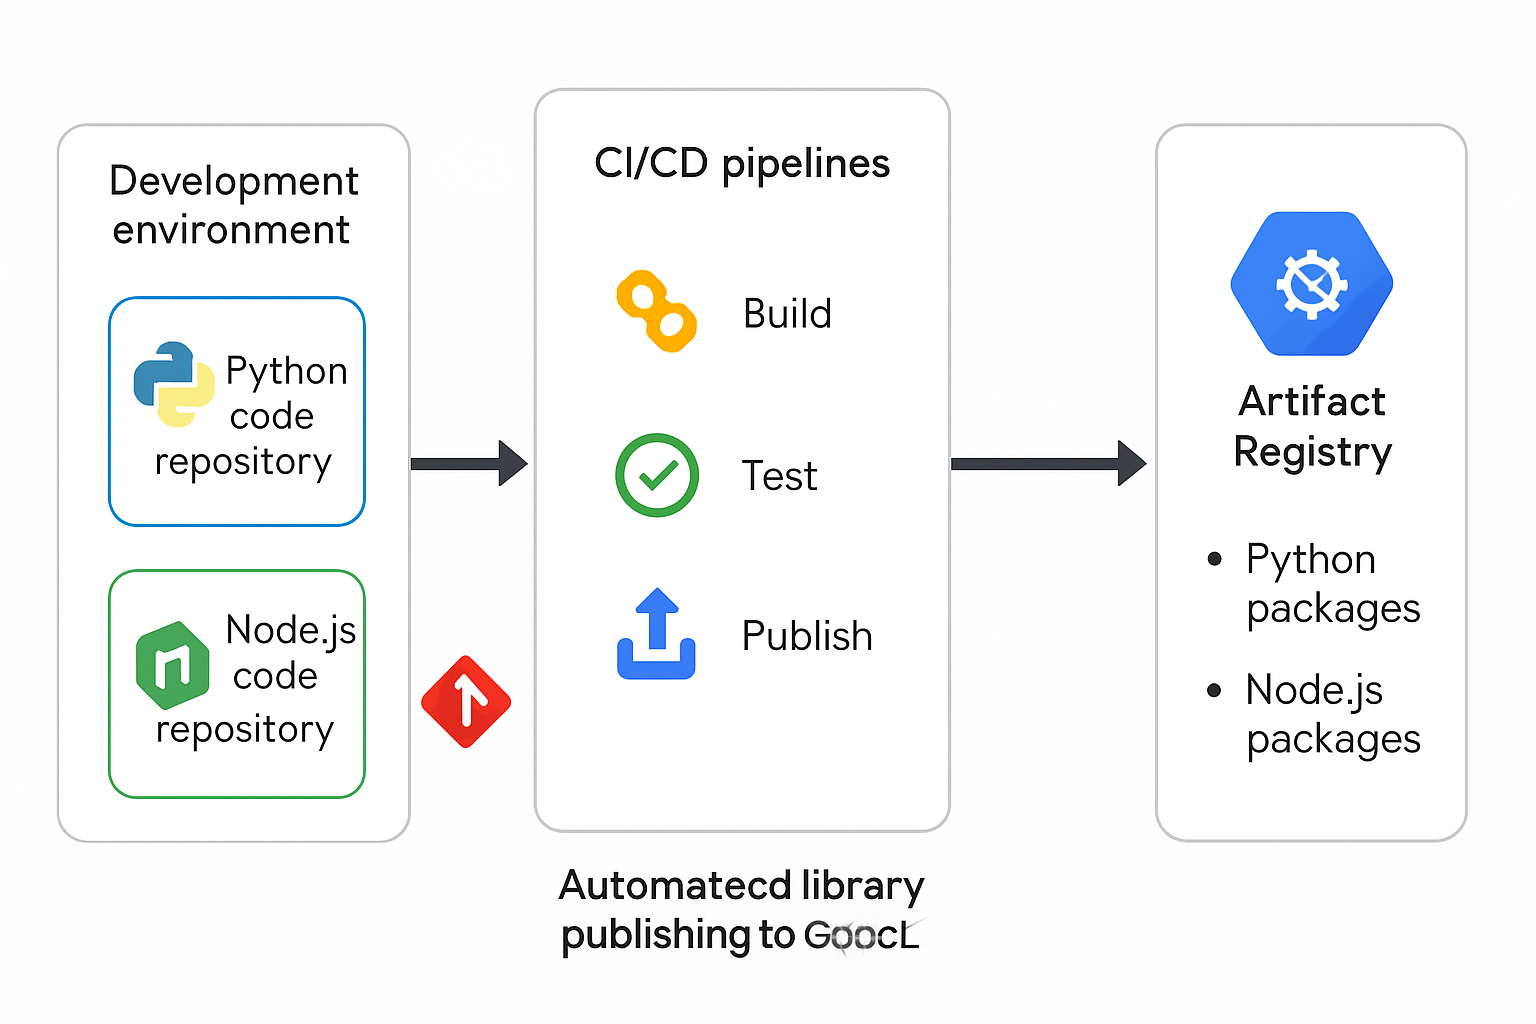 Development
environment
Python
code
repository
Node.js
code
repository
CI/CD pipelines
Build
Test
Publish
Automatecd library
publishing to
Artifact
Registry
• Python
packages
• Node.js
packages